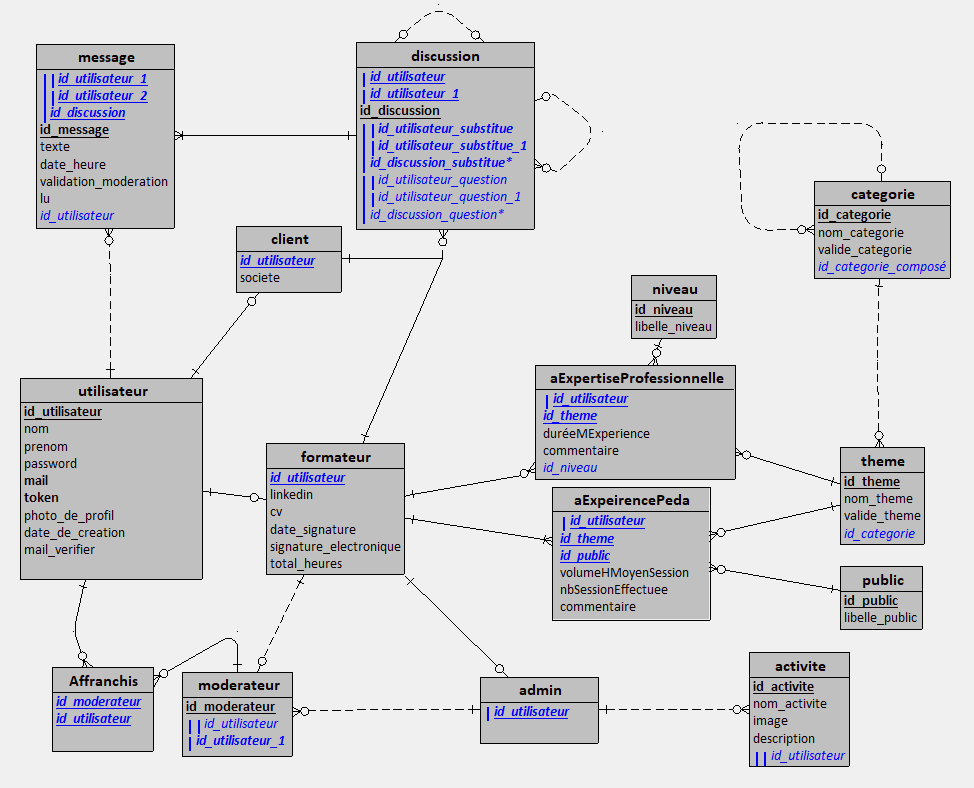 message
id_utilisateur_1
id_utilisateur_2
id_discussion
id_message
texte
date_heure
validation_moderation
lu
id_utilisateur
discussion
id_utilisateur
id_utilisateur_1
id_discussion
id_utilisateur_substitue
id_utilisateur_substitue_1
id_discussion_substitue*
id_utilisateur_question
id_utilisateur_question_1
id_discussion_question*
categorie
id_categorie
nom_categorie
valide_categorie
id_categorie_composé
client
id_utilisateur
societe
niveau
id_niveau
libelle_niveau
utilisateur
id_utilisateur
nom
prenom
password
mail
token
photo_de_profil
date_de_creation
mail_verifier
aExpertiseProfessionnelle
id_utilisateur
id_theme
duréeMExperience
commentaire
id_niveau
formateur
id_utilisateur
linkedin
cv
date_signature
signature_electronique
total_heures
theme
id_theme
nom_theme
valide_theme
id_categorie
aExpeirencePeda
id_utilisateur
id_theme
id_public
volumeHMoyenSession
nbSessionEffectuee
commentaire
public
id_public
libelle_public
Affranchis
id_moderateur
id_utilisateur
moderateur
id_moderateur
id_utilisateur
id_utilisateur_1
admin
id_utilisateur
activite
id_activite
nom_activite
image
description
id_utilisateur